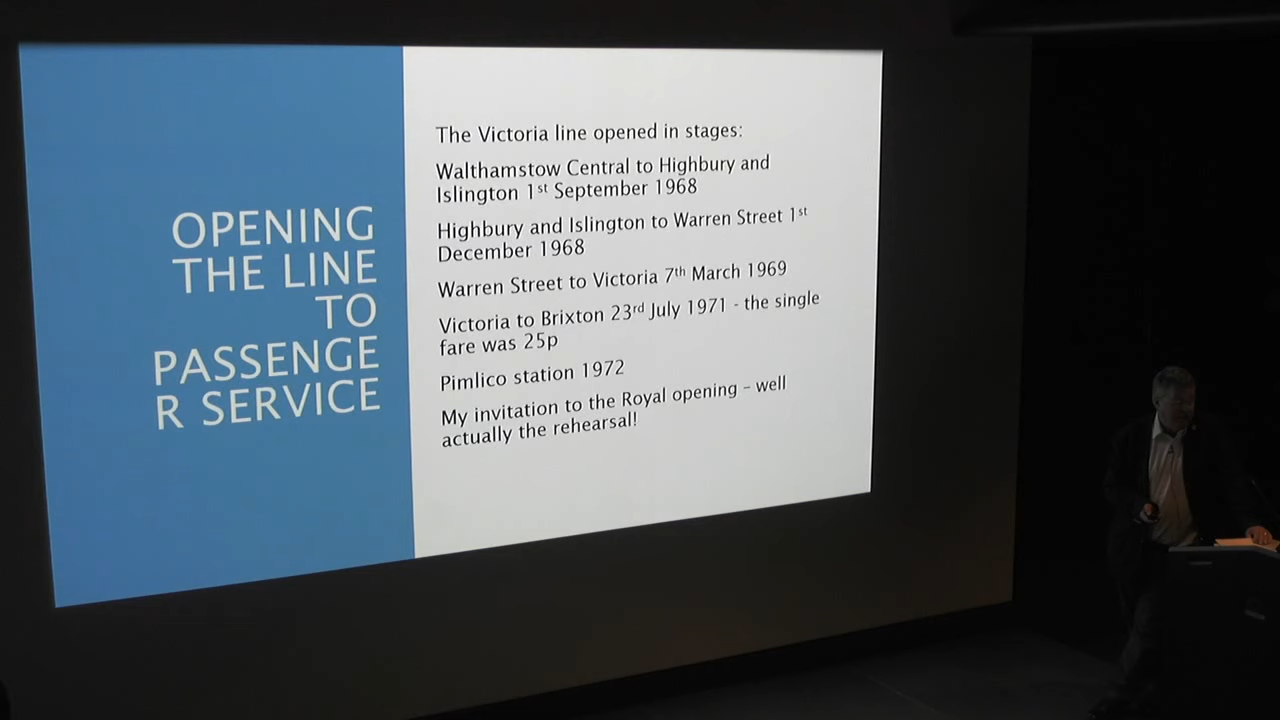 OPENING
THE LINE
TO
PASSENGE
R SERVICE
The Victoria line opened in stages:
Walthamstow Central to Highbury and
Islington 1st September 1968
Highbury and Islington to Warren Street 1st
December 1968
Warren Street to Victoria 7th March 1969
Victoria to Brixton 23rd July 1971 - the single
fare was 25p
Pimlico station 1972
My invitation to the Royal opening – well
actually the rehearsal!